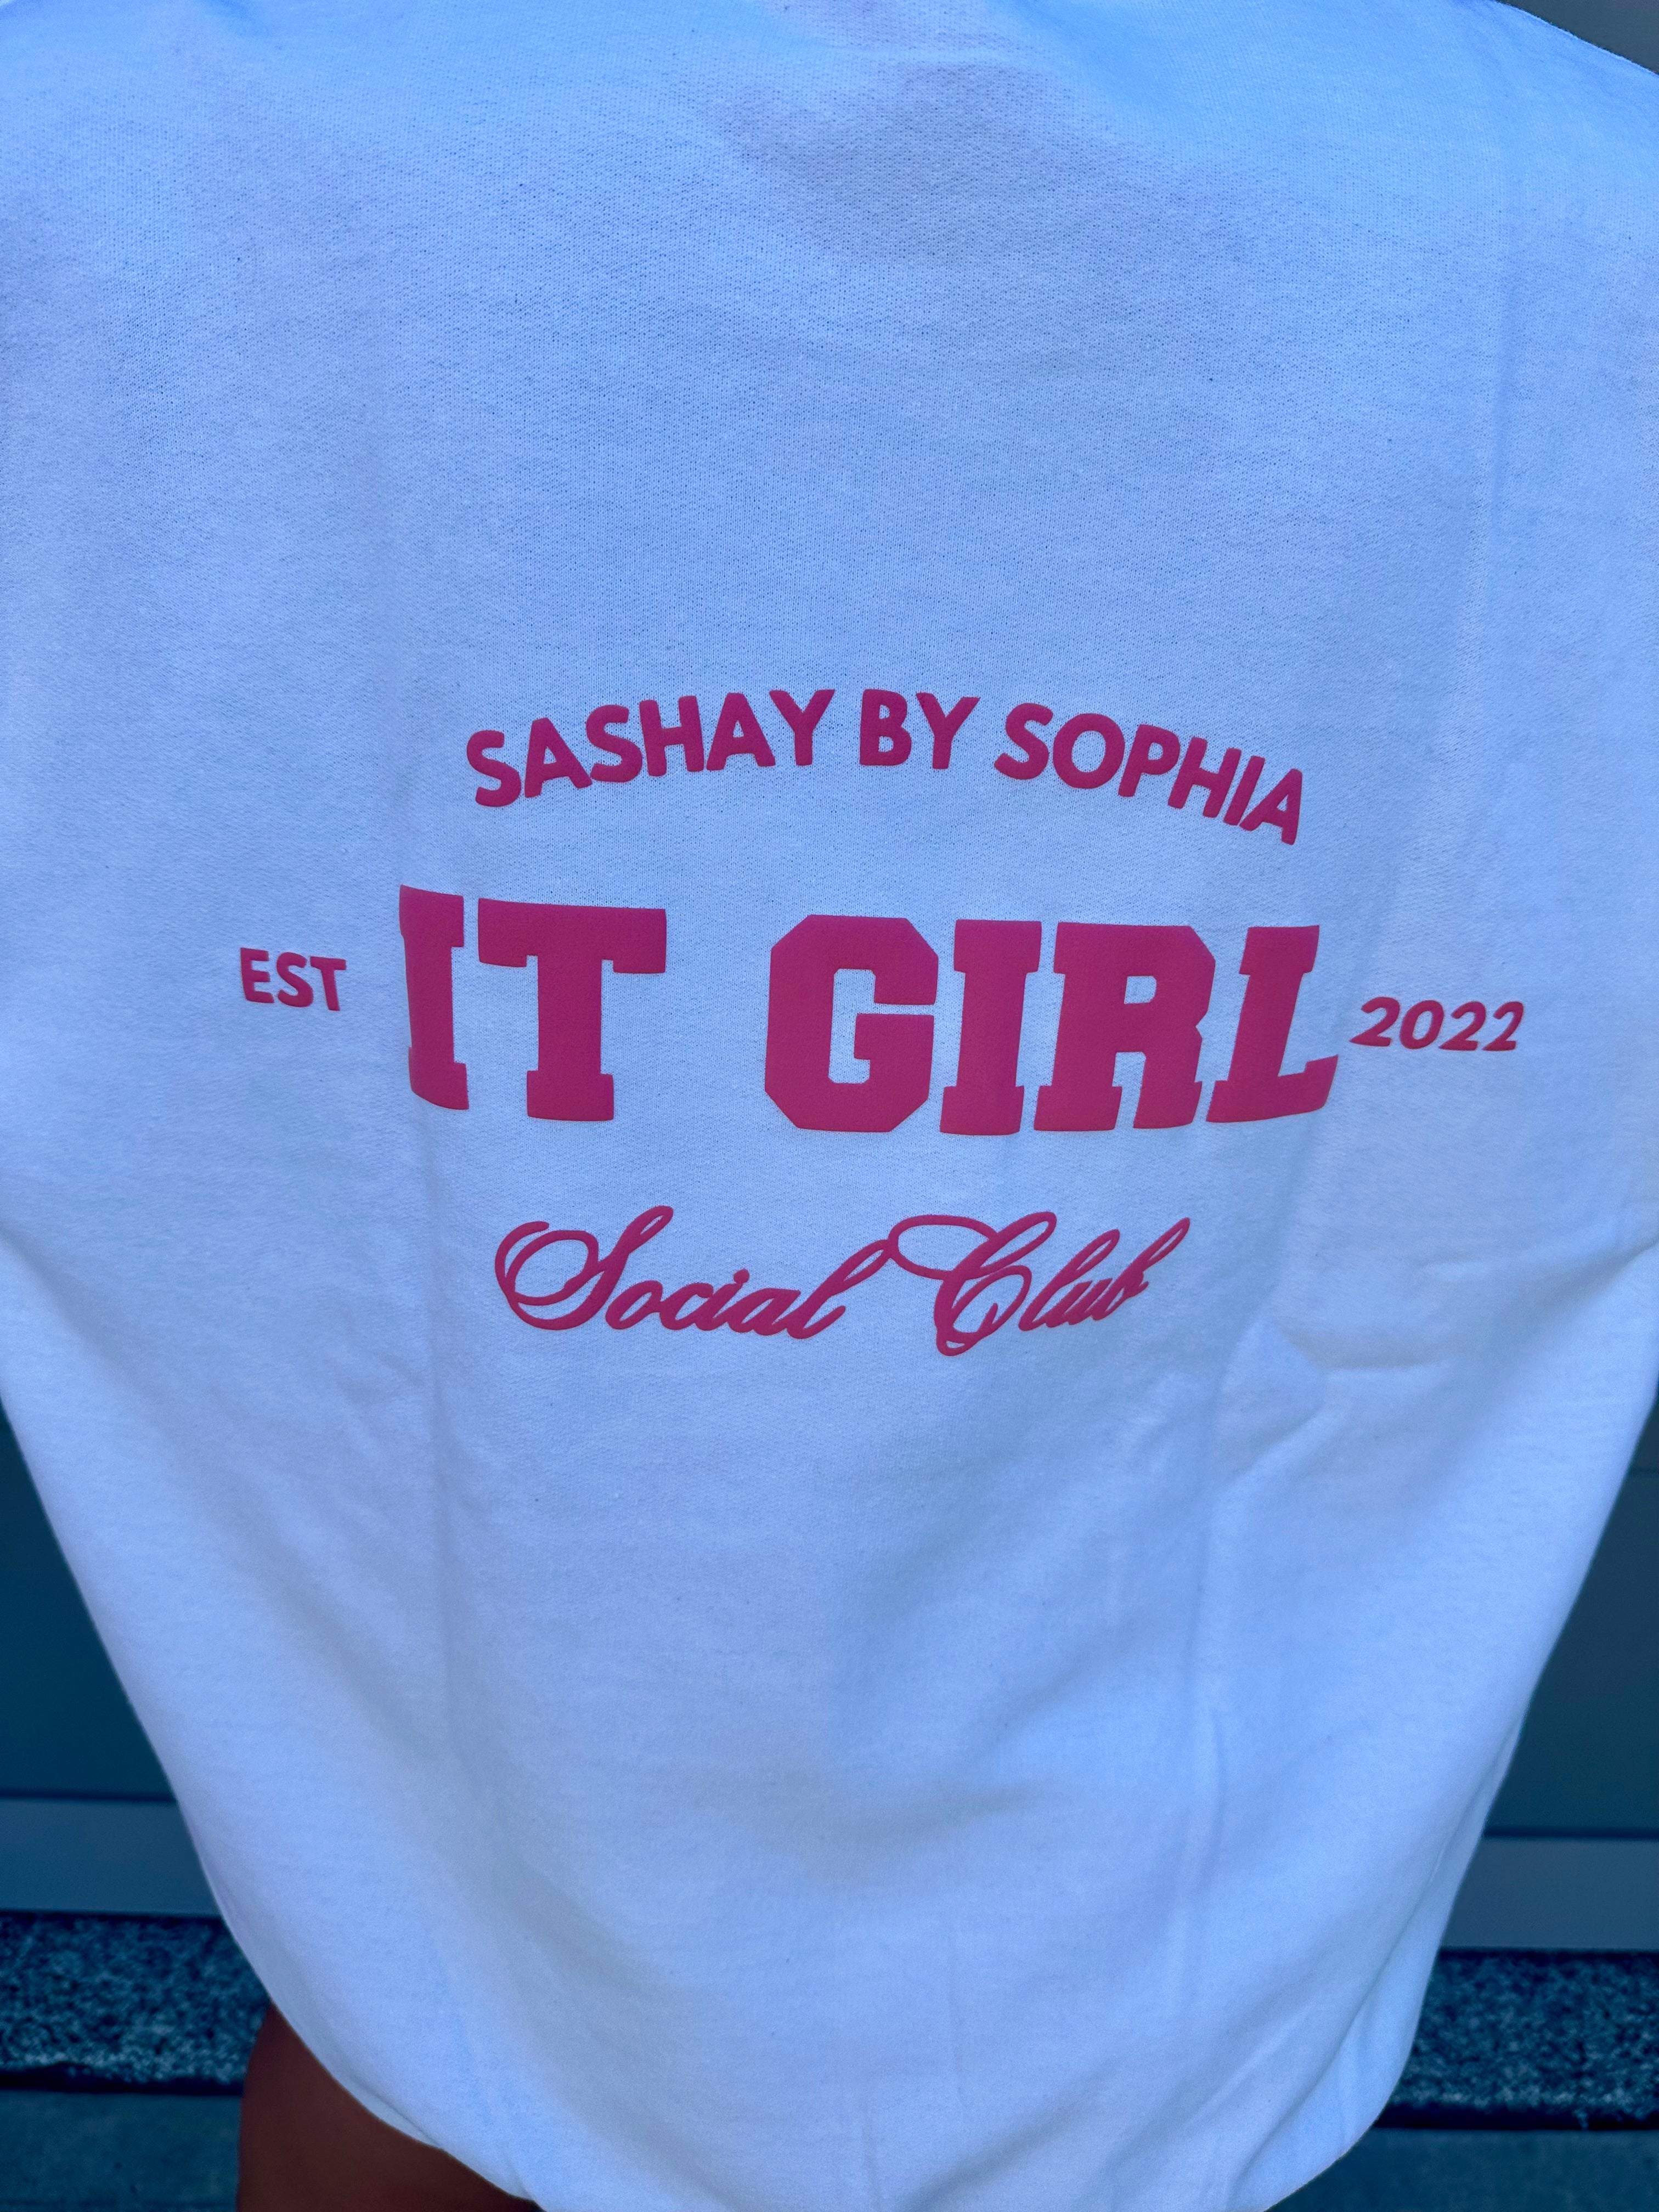 SASHAY BY SOPHIA
EST IT GIRL 2022
Social Club